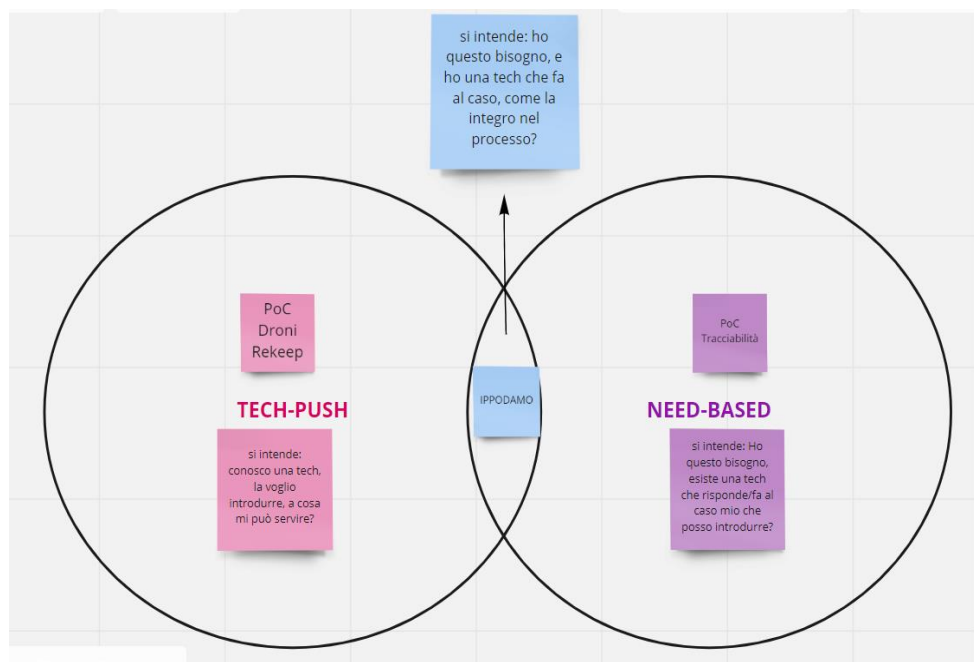 si intende: ho
questo bisogno, e
ho una tech che fa
al caso, come la
integro nel
processo?
PoC
Droni
Rekeep
TECH-PUSH
si intende:
conosco una tech,
la voglio
introdurre, a cosa
mi può servire?
IPPODAMO
PoC
Tracciabilità
NEED-BASED
si intende: Ho
questo bisogno,
esiste una tech
che risponde/fa al
caso mio che
posso introdurre?